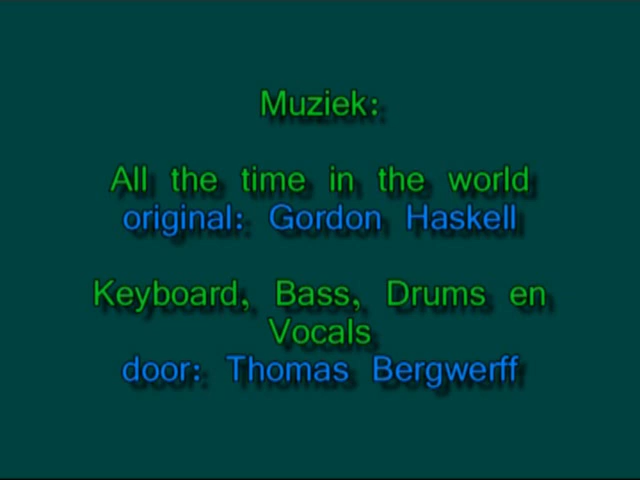 Muziek:
All the time in the world
original: Gordon Haskell
Keyboard, Bass, Drums en
Vocals
door: Thomas Bergwerff